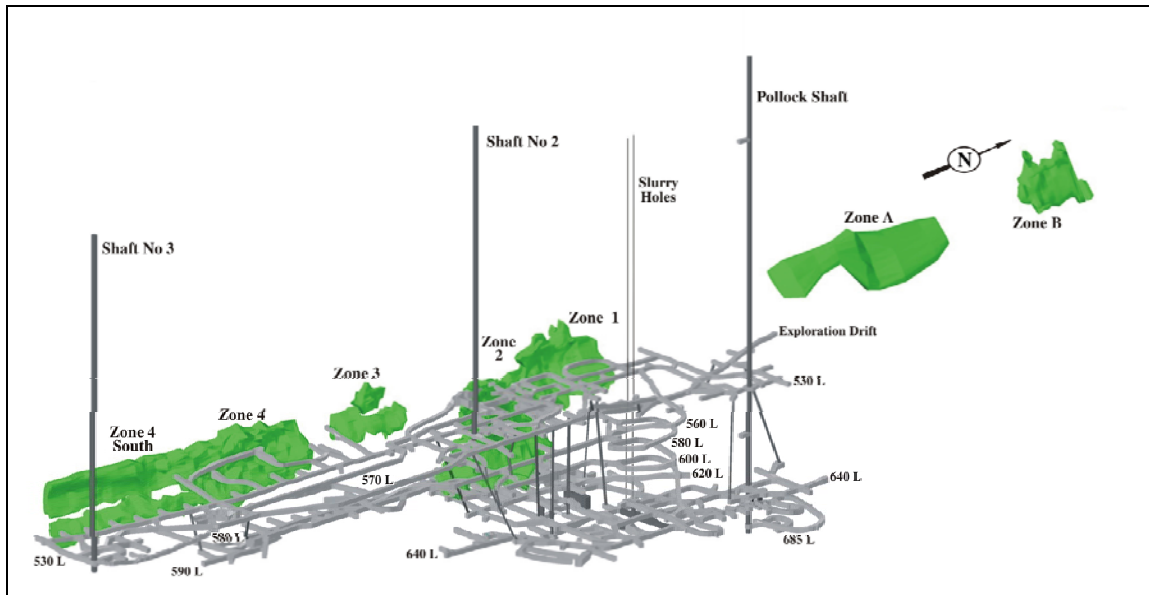 Pollock Shaft
Shaft No 2
N
Slurry
Holes
Zone A
Zone B
Shaft No 3
Zone 1
Zone
2
Exploration Drift
Zone 3
530 L
Zone 4
Zone 4
South
560 L
580 L
600 L
570 L
620 L
640 L
580 L
685 L
530 L
640 L
590 L